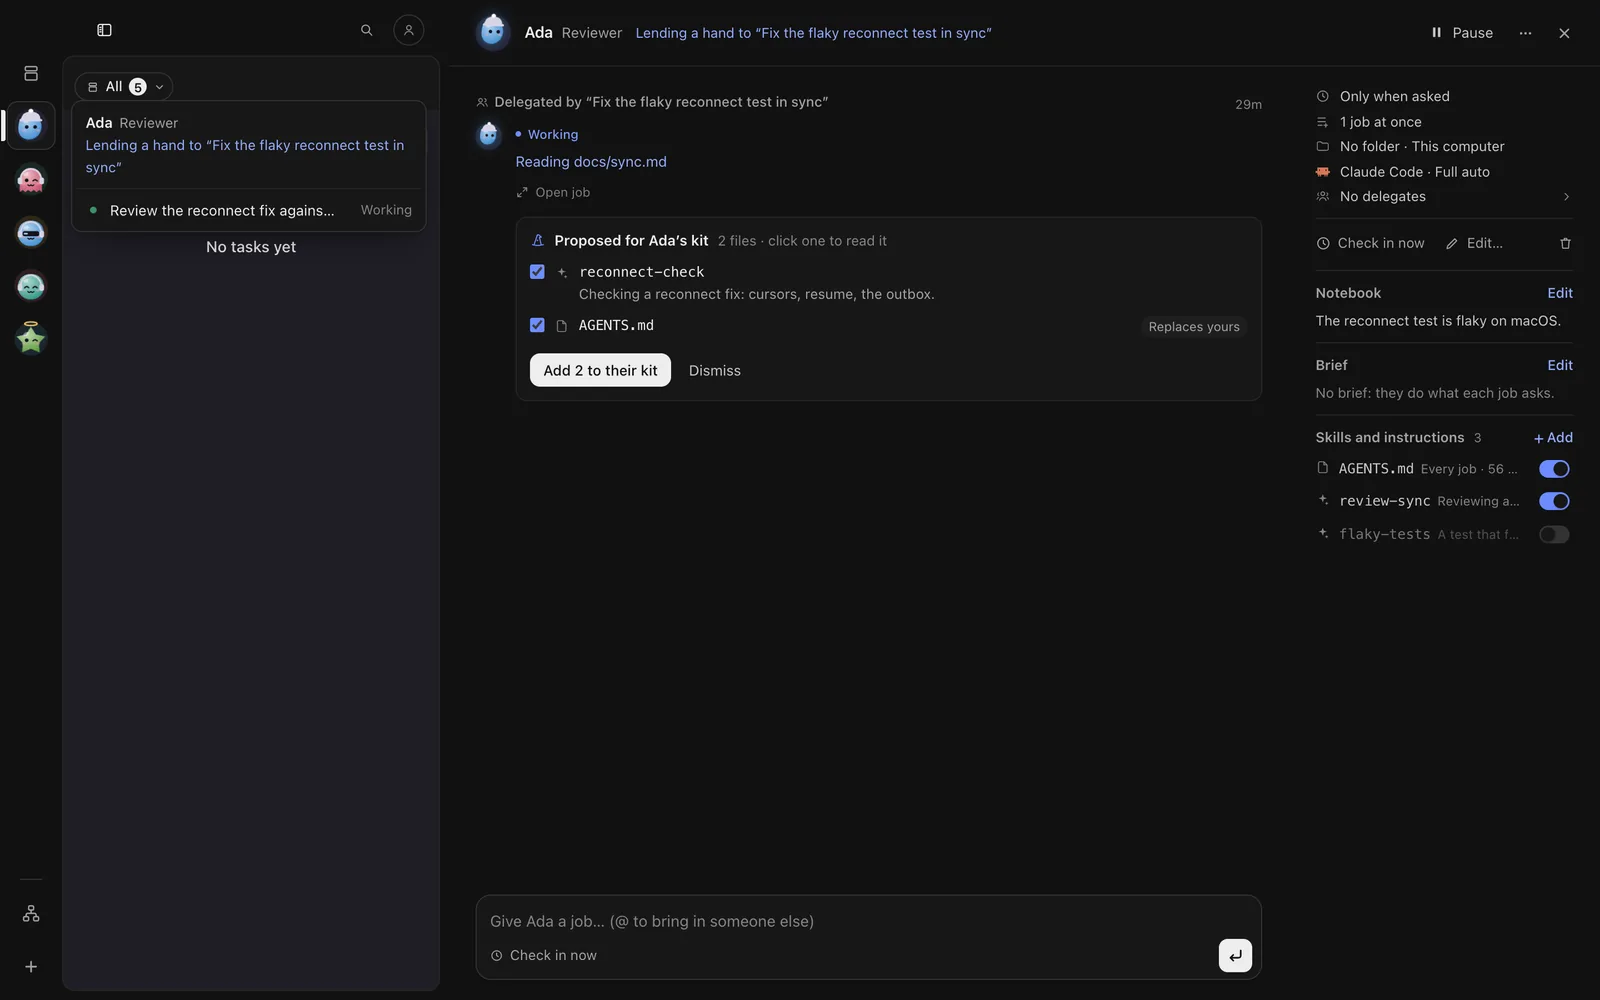 All 5
Ada Reviewer
Lending a hand to “Fix the flaky reconnect test in
sync”
Review the reconnect fix agains... Working
No tasks yet
Ada Reviewer Lending a hand to “Fix the flaky reconnect test in sync”
Pause
Delegated by “Fix the flaky reconnect test in sync”
29m
Working
Reading docs/sync.md
Open job
Proposed for Ada’s kit 2 files · click one to read it
reconnect-check
Checking a reconnect fix: cursors, resume, the outbox.
AGENTS.md
Replaces yours
Add 2 to their kit
Dismiss
Give Ada a job... (@ to bring in someone else)
Check in now
Only when asked
1 job at once
No folder · This computer
Claude Code · Full auto
No delegates
Check in now
Edit...
Notebook
Edit
The reconnect test is flaky on macOS.
Brief
Edit
No brief: they do what each job asks.
Skills and instructions 3
+ Add
AGENTS.md Every job · 56 ...
review-sync Reviewing a...
flaky-tests A test that f...